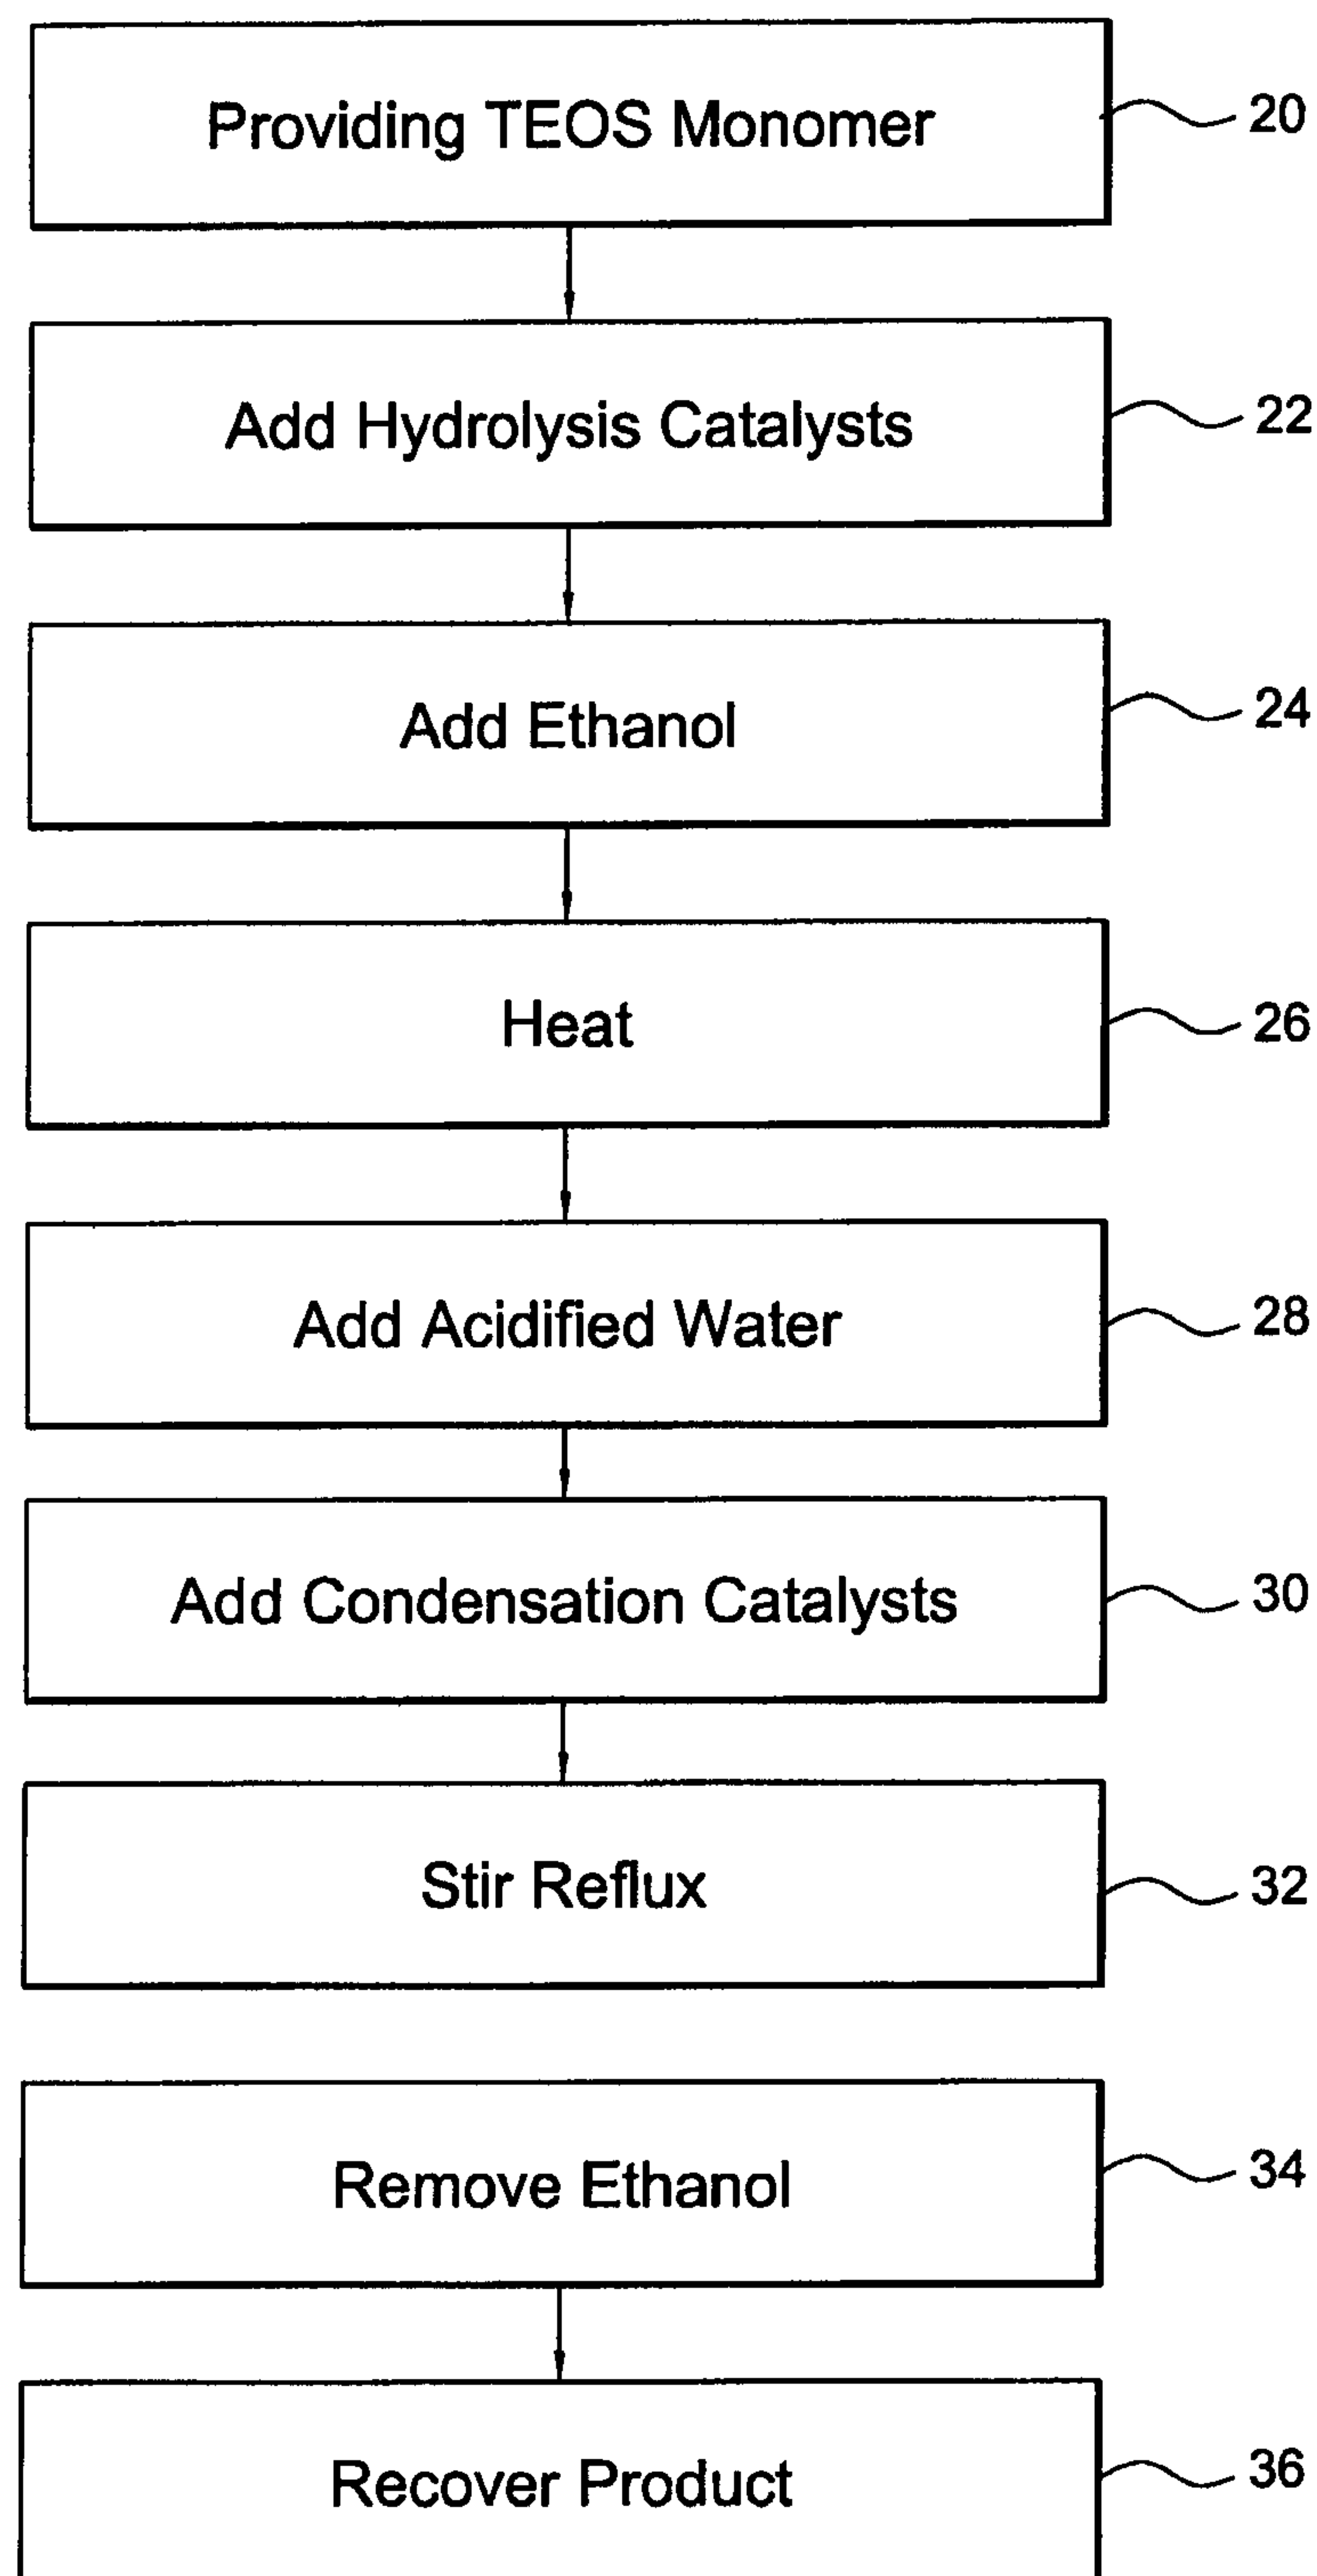 Providing TEOS Monomer
20
Add Hydrolysis Catalysts
22
Add Ethanol
24
Heat
26
Add Acidified Water
28
Add Condensation Catalysts
30
Stir Reflux
32
Remove Ethanol
34
Recover Product
36